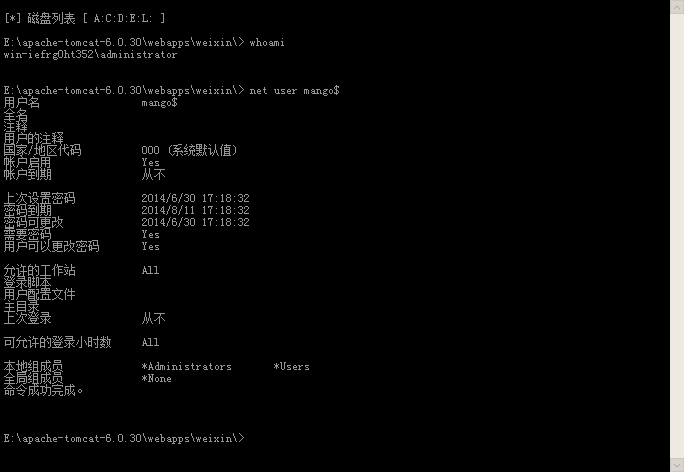 [*] 磁盘列表 [ A:C:D:E:L: ]
E:\apache-tomcat-6.0.30\webapps\weixin\> whoami
win-iefrg0ht352\administrator
E:\apache-tomcat-6.0.30\webapps\weixin\> net user mango$
用户名 mango$
全名
注释
用户的注释
国家/地区代码 000 (系统默认值)
帐户启用 Yes
帐户到期 从不
上次设置密码 2014/6/30 17:18:32
密码到期 2014/8/11 17:18:32
密码可更改 2014/6/30 17:18:32
需要密码 Yes
用户可以更改密码 Yes
允许的工作站 All
登录脚本
用户配置文件
主目录
上次登录 从不
可允许的登录小时数 All
本地组成员 *Administrators *Users
全局组成员 *None
命令成功完成。
E:\apache-tomcat-6.0.30\webapps\weixin\>